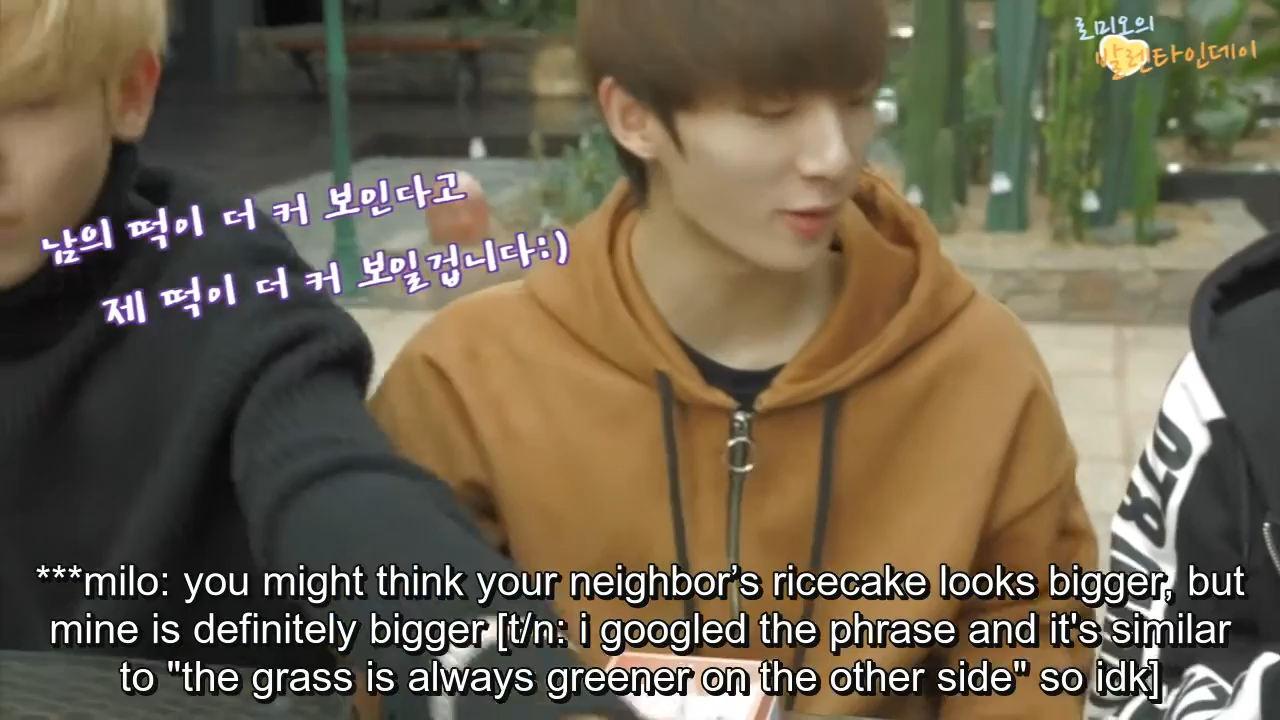 로미오의
발렌타인데이
남의 떡이 더 커 보인다고
제 떡이 더 커 보일겁니다:)
***milo: you might think your neighbor's ricecake looks bigger, but
mine is definitely bigger [t/n: i googled the phrase and it's similar
to "the grass is always greener on the other side" so idk]